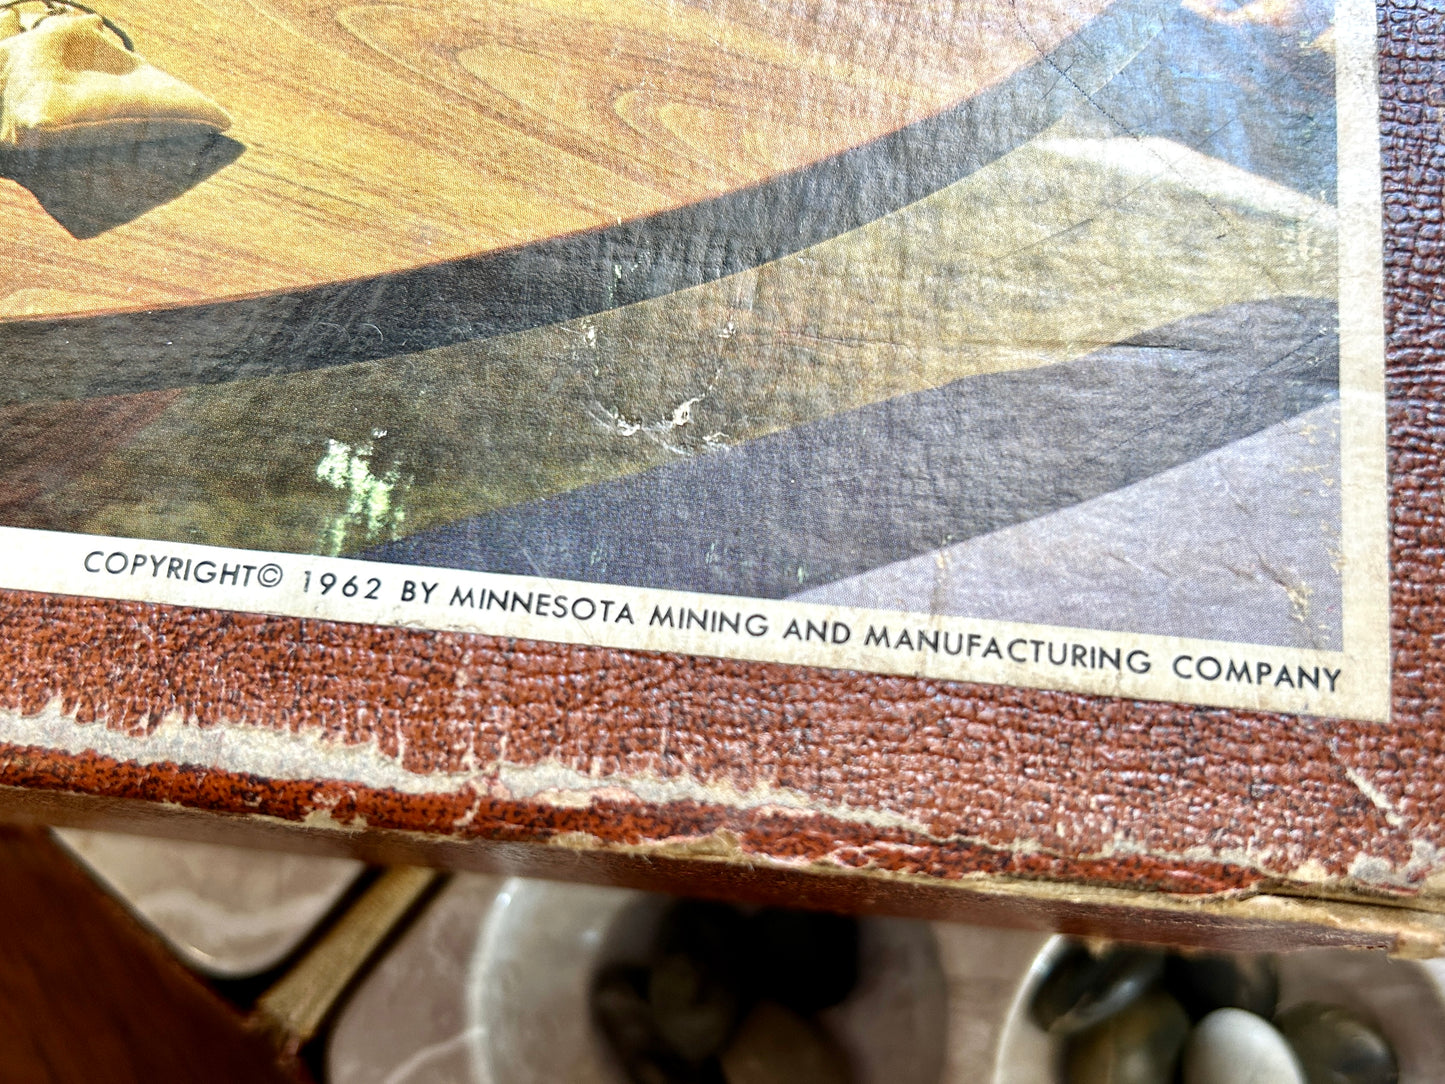 COPYRIGHT© 1962 BY MINNESOTA MINING AND MANUFACTURING COMPANY